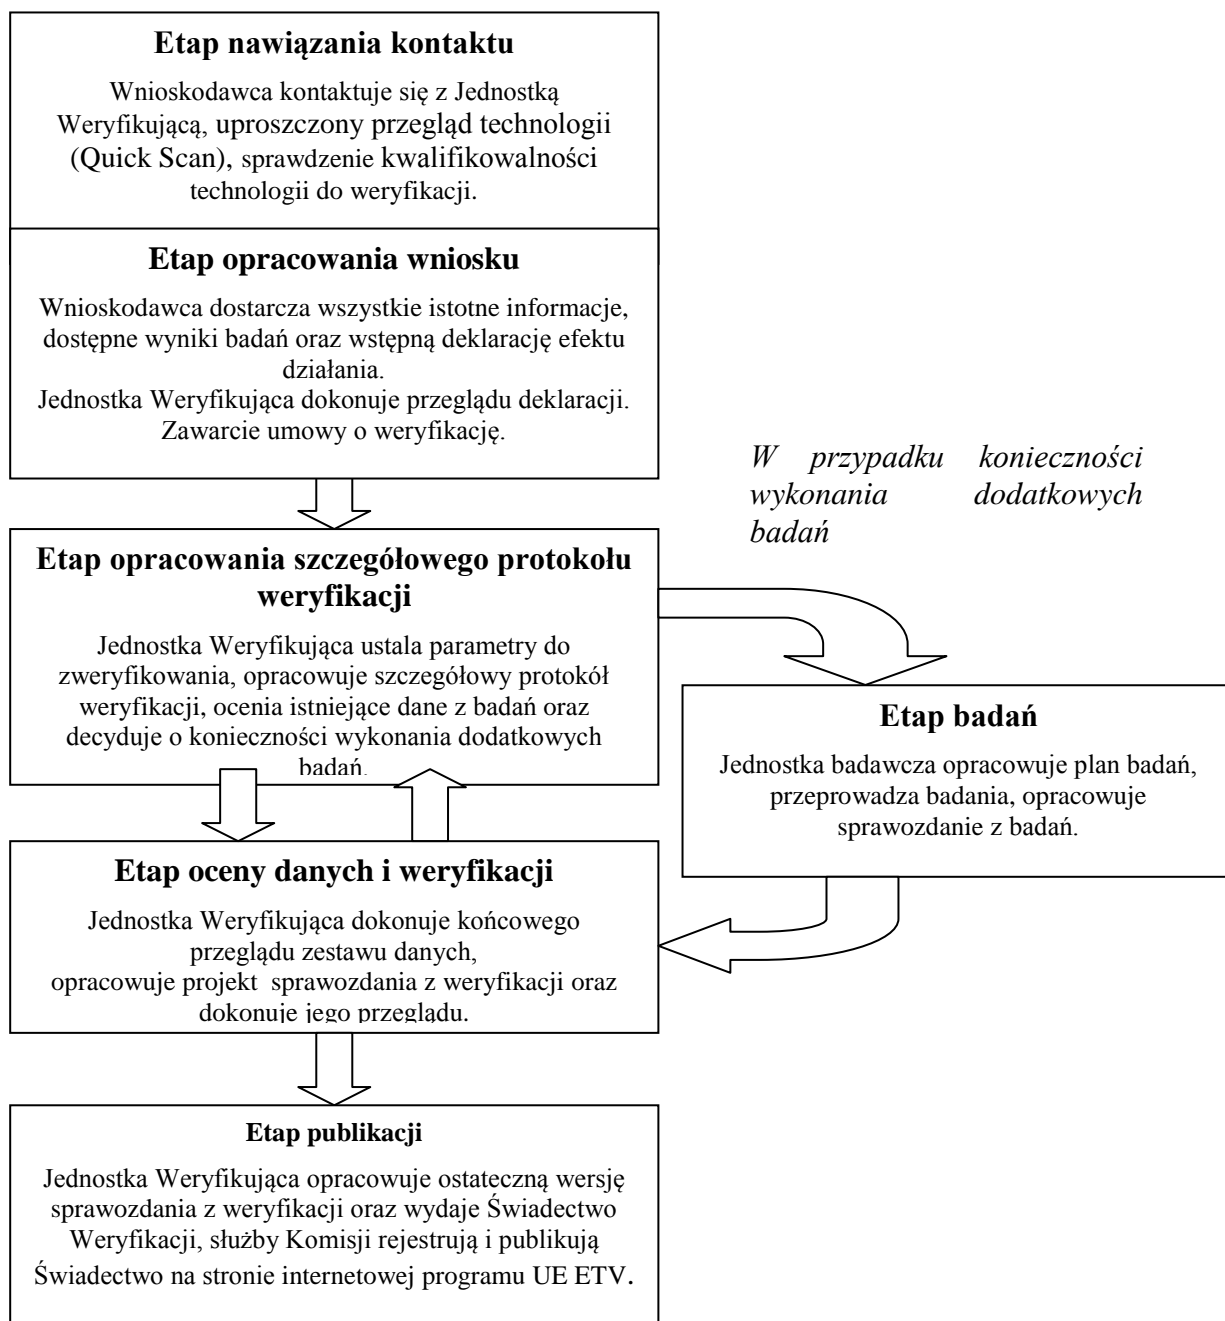 Etap nawiązania kontaktu
Wnioskodawca kontaktuje się z Jednostką
Weryfikującą, uproszczony przegląd technologii
(Quick Scan), sprawdzenie kwalifikowalności
technologii do weryfikacji.
Etap opracowania wniosku
Wnioskodawca dostarcza wszystkie istotne informacje,
dostępne wyniki badań oraz wstępną deklarację efektu
działania.
Jednostka Weryfikująca dokonuje przeglądu deklaracji.
Zawarcie umowy o weryfikację.
W przypadku konieczności
wykonania dodatkowych
badań
Etap opracowania szczegółowego protokołu
weryfikacji
Jednostka Weryfikująca ustala parametry do
zweryfikowania, opracowuje szczegółowy protokół
weryfikacji, ocenia istniejące dane z badań oraz
decyduje o konieczności wykonania dodatkowych
badań.
Etap badań
Jednostka badawcza opracowuje plan badań,
przeprowadza badania, opracowuje
sprawozdanie z badań.
Etap oceny danych i weryfikacji
Jednostka Weryfikująca dokonuje końcowego
przeglądu zestawu danych,
opracowuje projekt sprawozdania z weryfikacji oraz
dokonuje jego przeglądu.
Etap publikacji
Jednostka Weryfikująca opracowuje ostateczną wersję
sprawozdania z weryfikacji oraz wydaje Świadectwo
Weryfikacji, służby Komisji rejestrują i publikują
Świadectwo na stronie internetowej programu UE ETV.